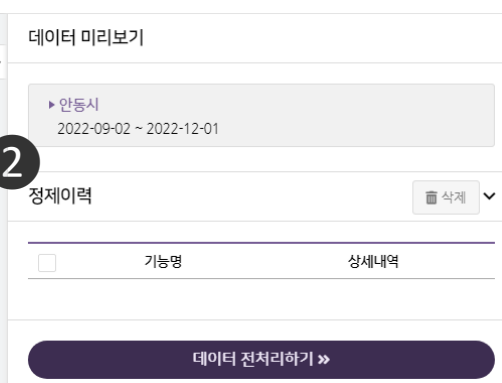 데이터 미리보기
▸ 안동시
2022-09-02 ~ 2022-12-01
2
정제이력 삭제
기능명 상세내역
데이터 전처리하기 »